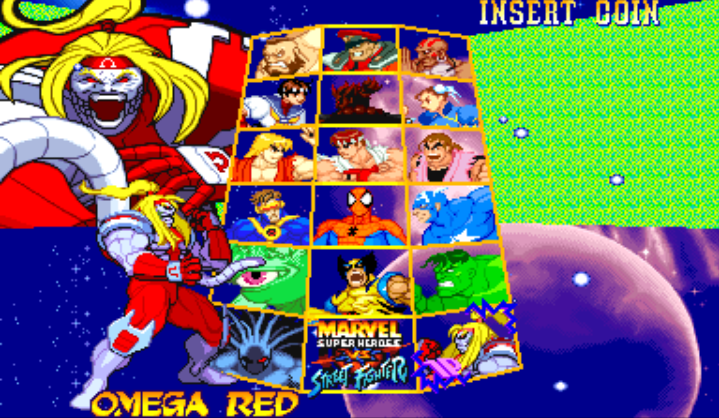 INSERT COIN
MARVEL
SUPER HEROES
VS
STREET FIGHTER
OMEGA RED